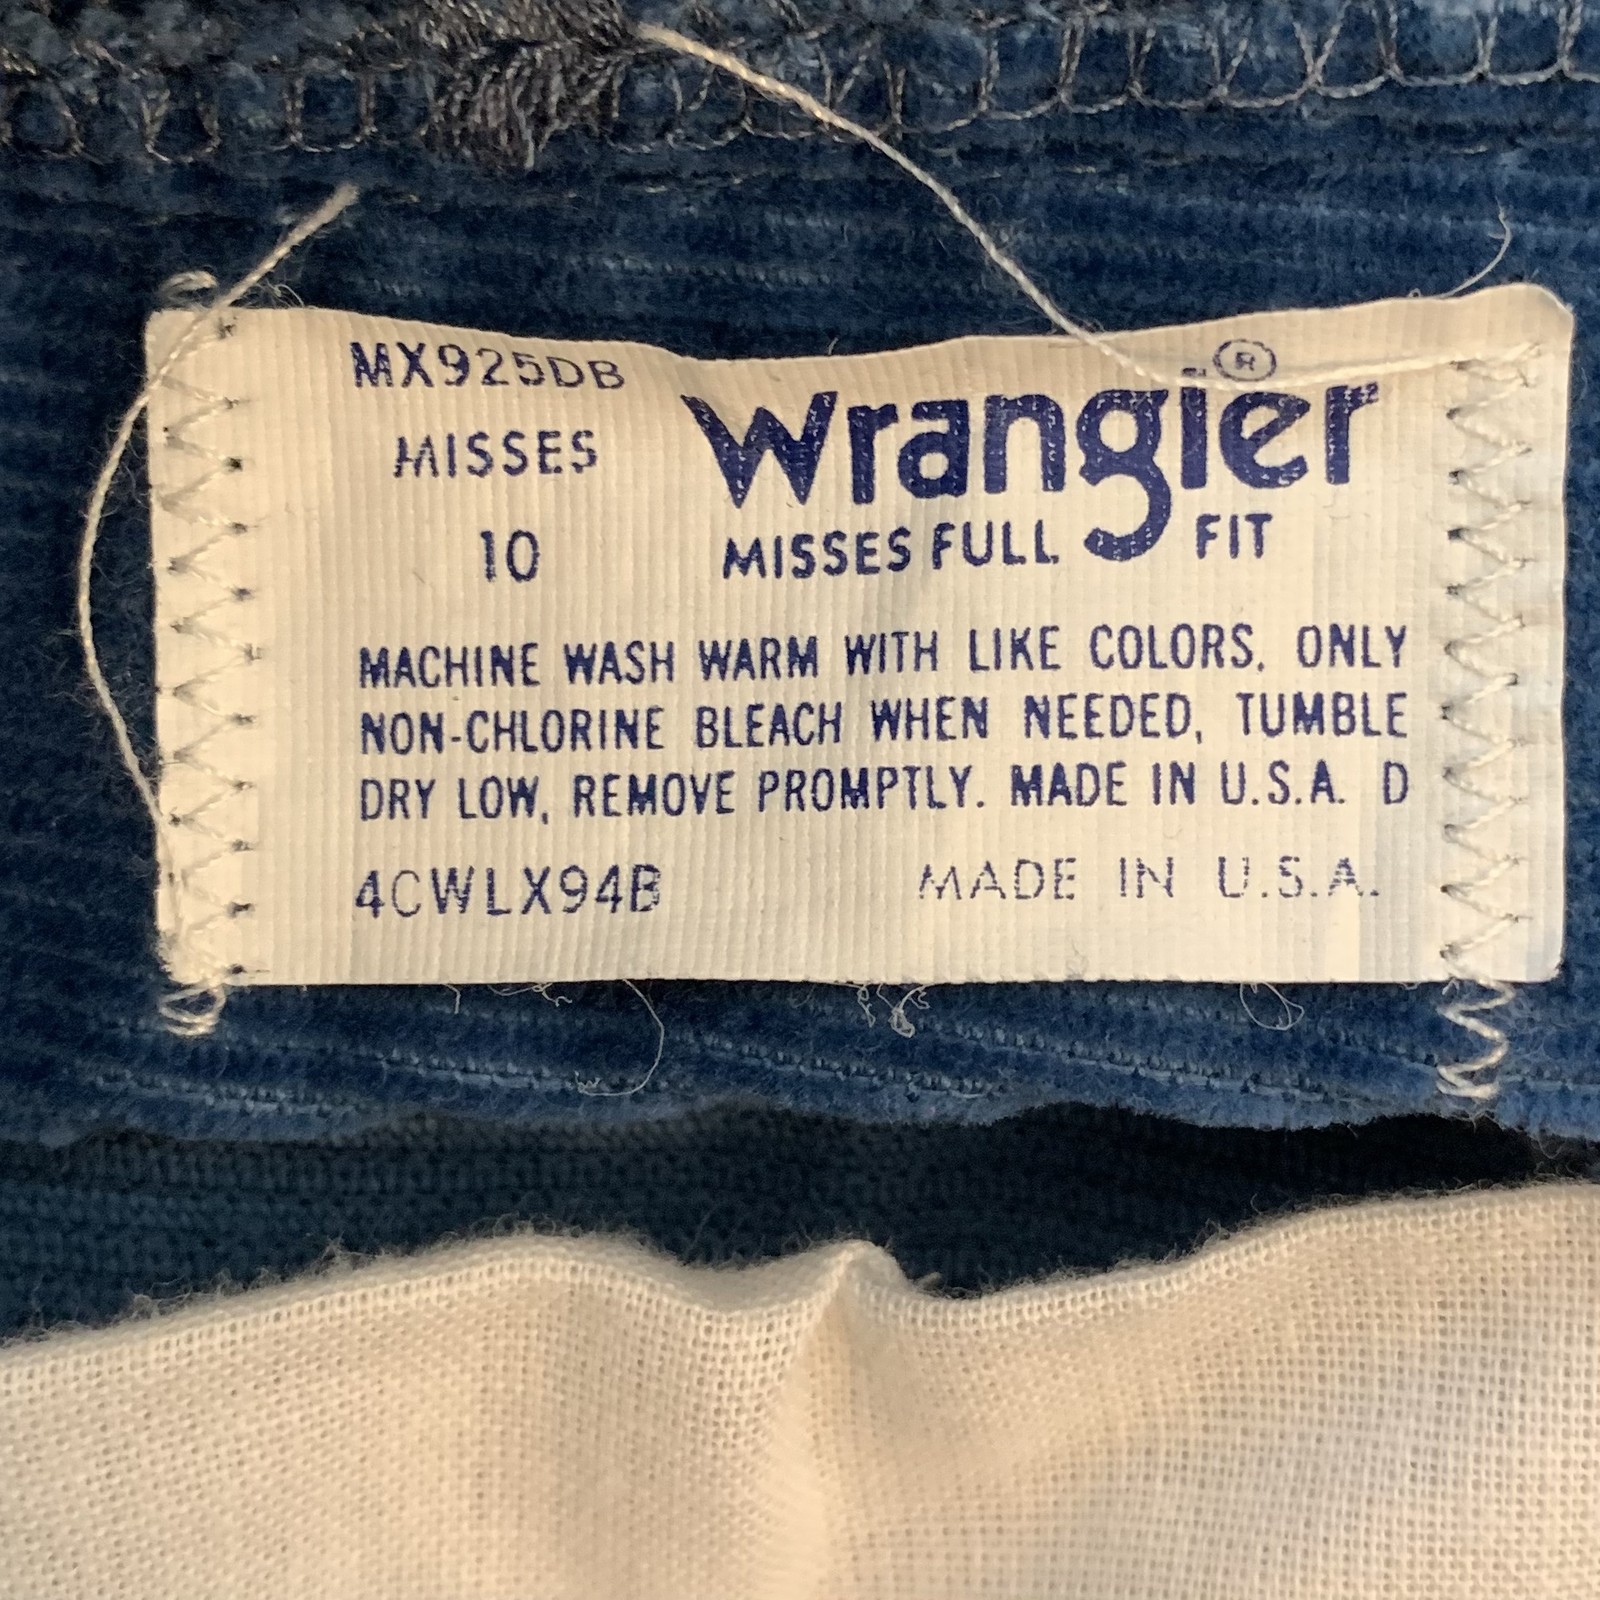 MX925DB
MISSES
10
Wrangler®
MISSES FULL FIT
MACHINE WASH WARM WITH LIKE COLORS. ONLY
NON-CHLORINE BLEACH WHEN NEEDED, TUMBLE
DRY LOW, REMOVE PROMPTLY. MADE IN U.S.A. D
4CWLX94B MADE IN U.S.A.